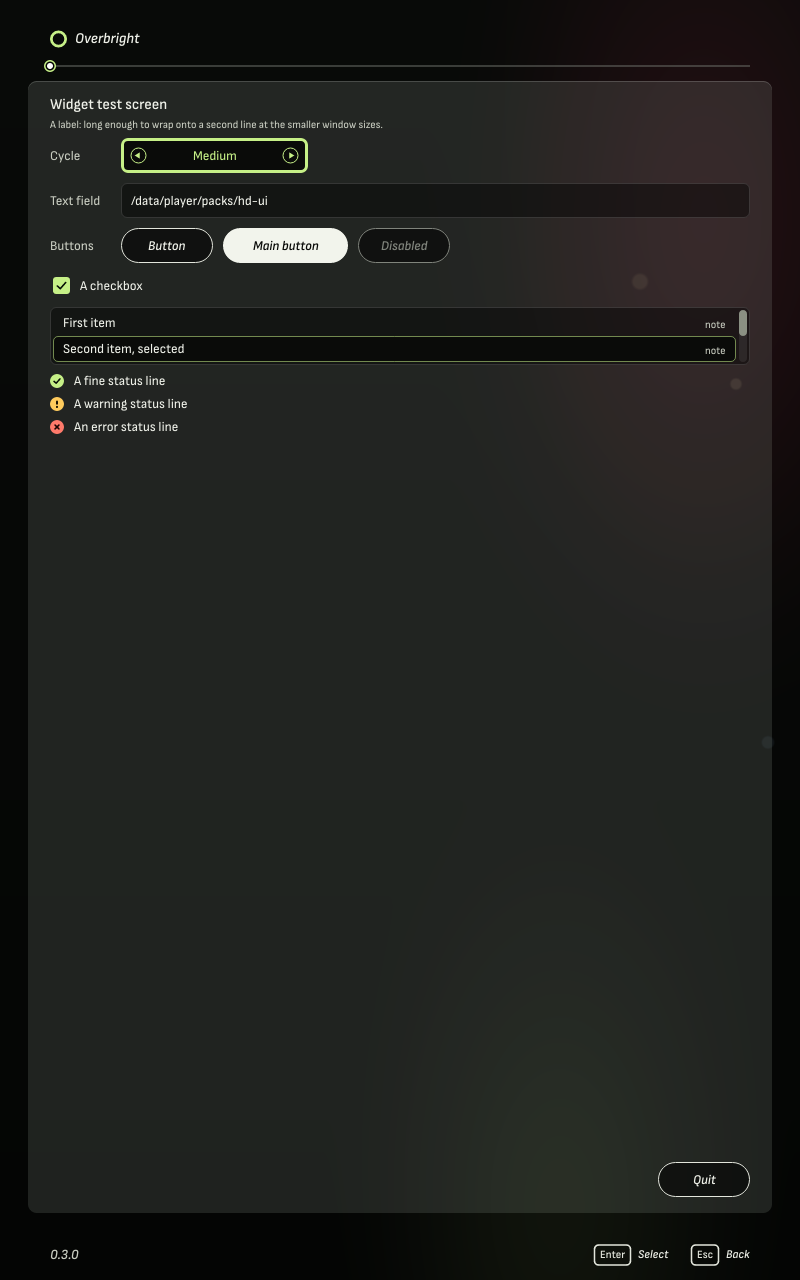 Overbright
Widget test screen
A label: long enough to wrap onto a second line at the smaller window sizes.
Cycle Medium
Text field /data/player/packs/hd-ui
Buttons Button Main button Disabled
A checkbox
First item note
Second item, selected note
A fine status line
A warning status line
An error status line
Quit
0.3.0 Enter Select Esc Back